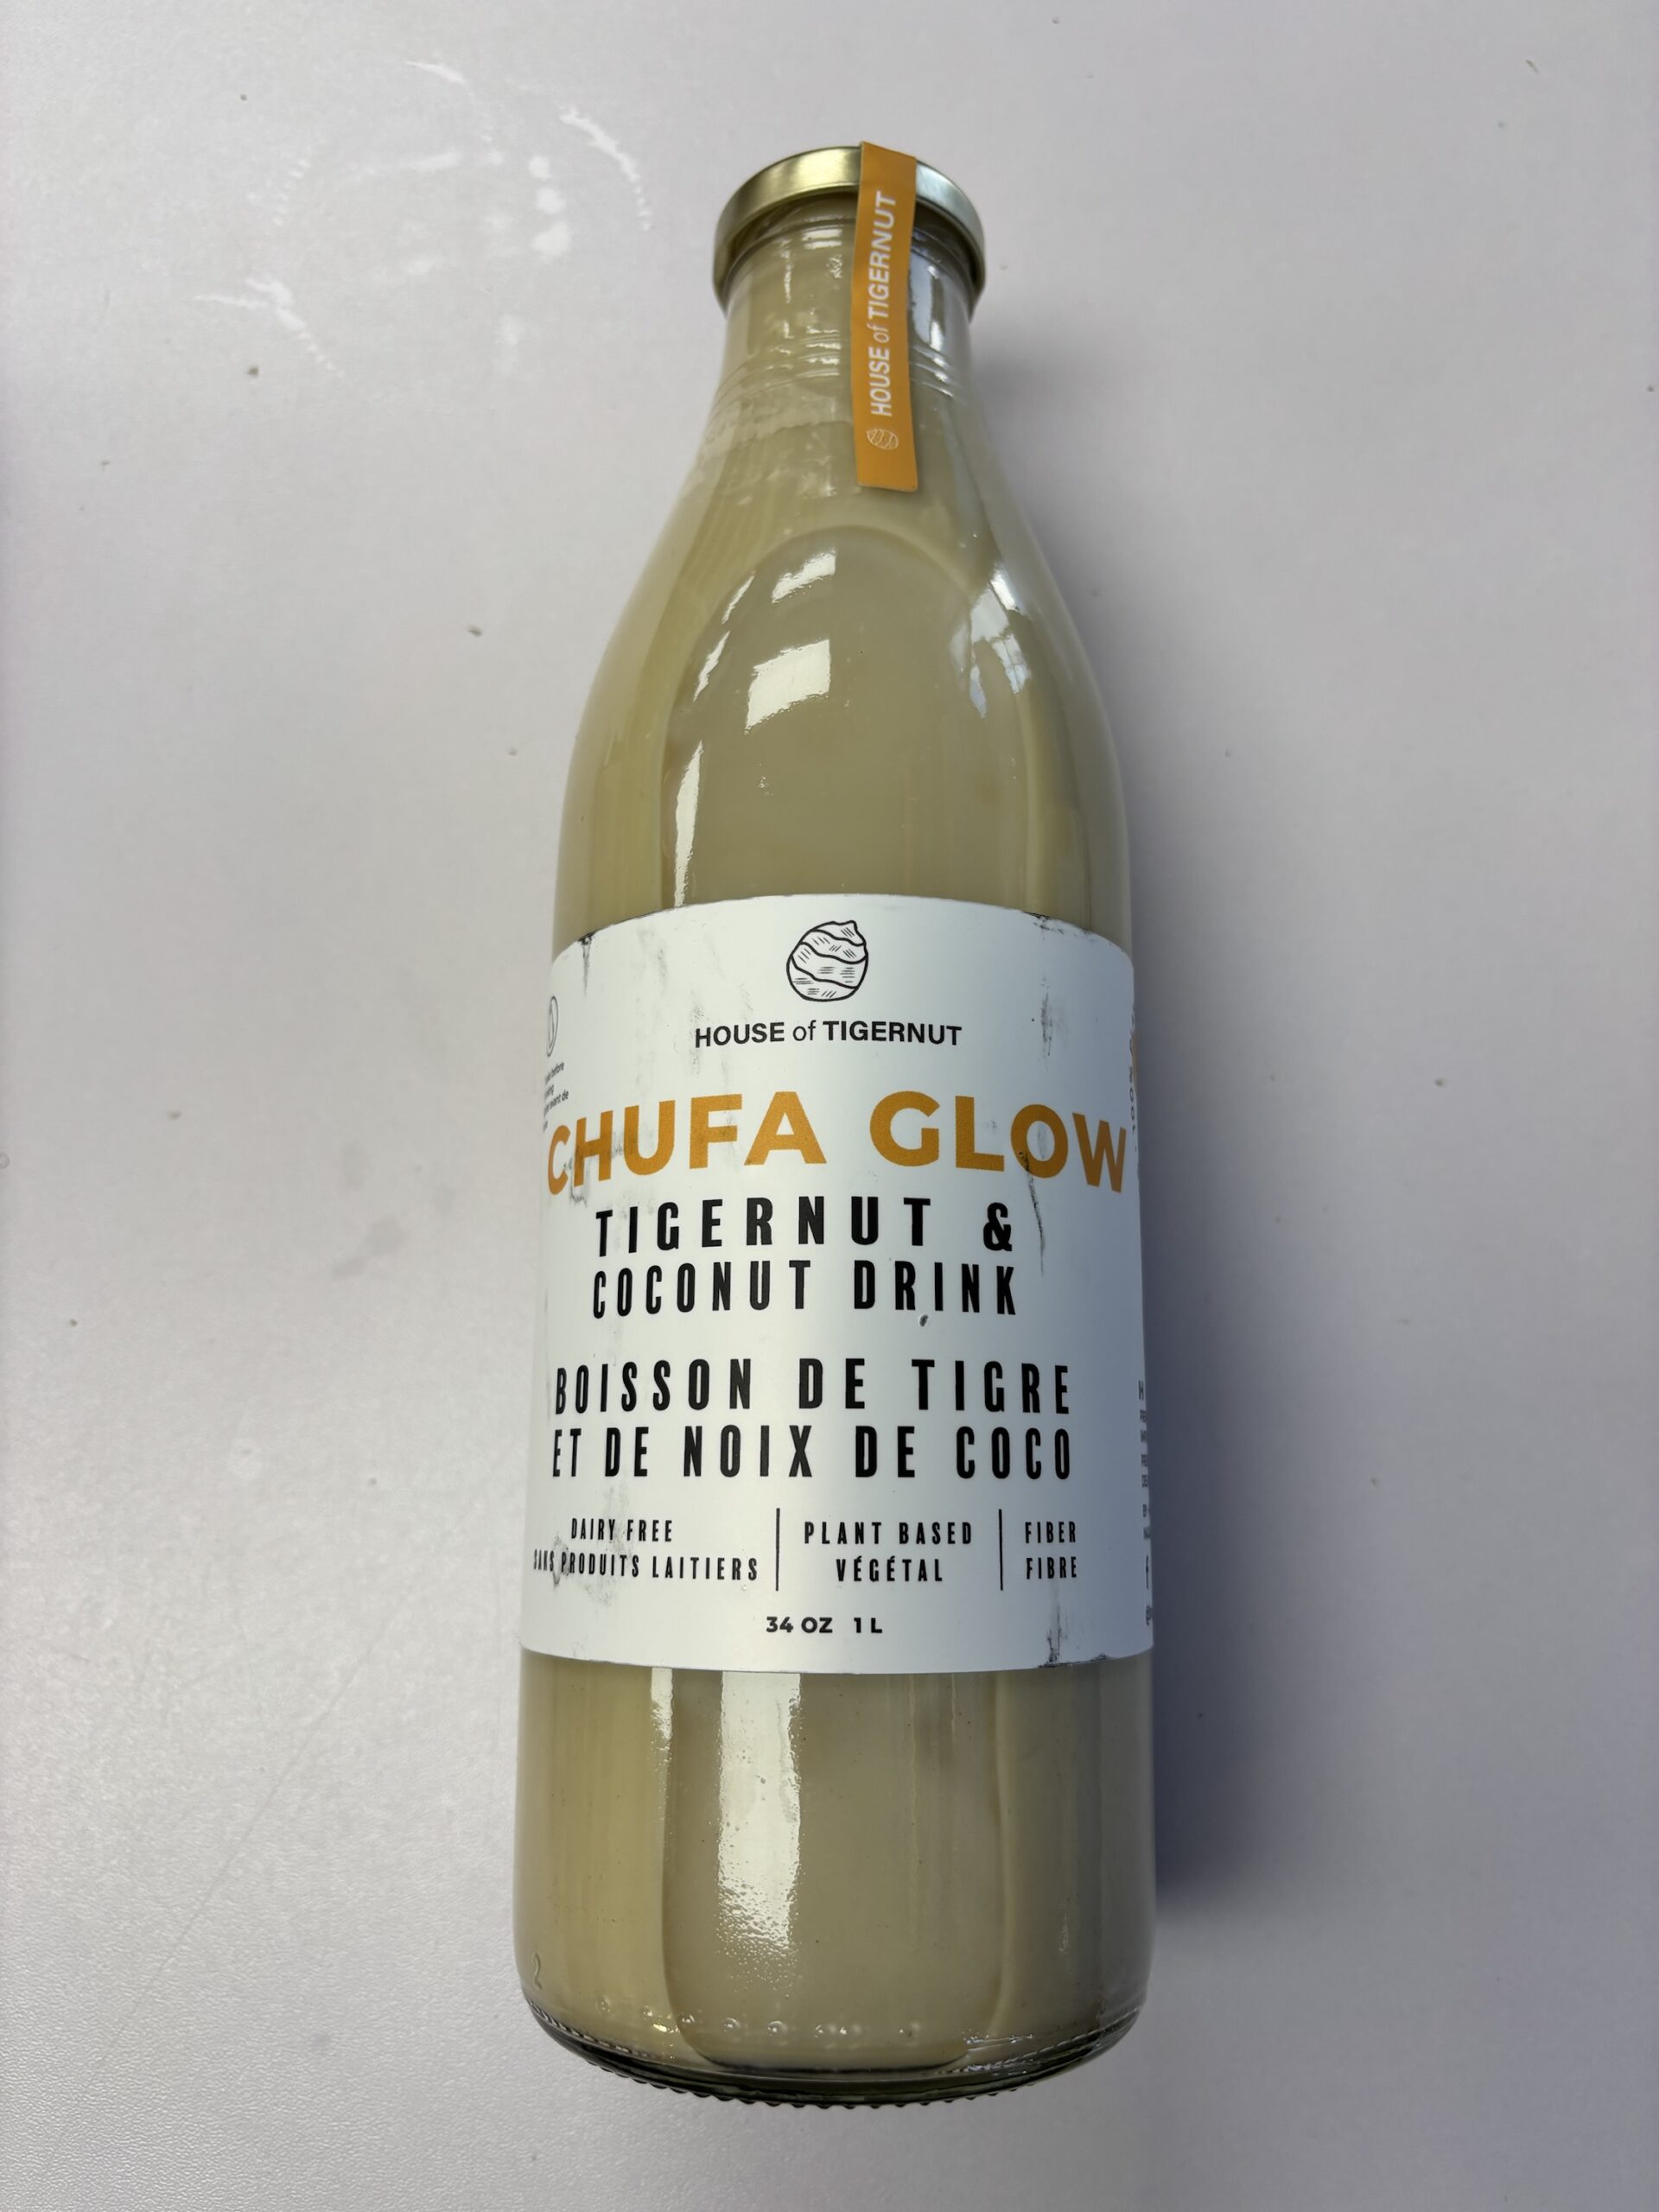 HOUSE of TIGERNUT
HOUSE of TIGERNUT
CHUFA GLOW
TIGERNUT &
COCONUT DRINK
BOISSON DE TIGRE
ET DE NOIX DE COCO
DAIRY FREE
SANS PRODUITS LAITIERS
PLANT BASED
VÉGÉTAL
FIBER
FIBRE
34 OZ 1 L
2